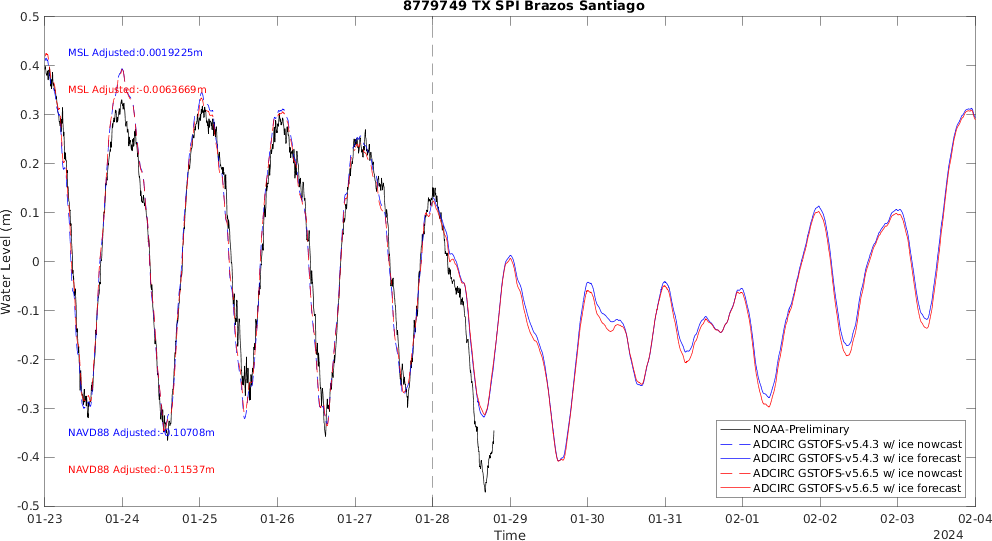 8779749 TX SPI Brazos Santiago
0.5
0.4
0.3
0.2
0.1
0
-0.1
-0.2
-0.3
-0.4
-0.5
Water Level (m)
MSL Adjusted:0.0019225m
MSL Adjusted:-0.0063669m
NAVD88 Adjusted:-0.10708m
NAVD88 Adjusted:-0.11537m
NOAA-Preliminary
ADCIRC GSTOFS-v5.4.3 w/ ice nowcast
ADCIRC GSTOFS-v5.4.3 w/ ice forecast
ADCIRC GSTOFS-v5.6.5 w/ ice nowcast
ADCIRC GSTOFS-v5.6.5 w/ ice forecast
01-23 01-24 01-25 01-26 01-27 01-28 01-29 01-30 01-31 02-01 02-02 02-03 02-04
Time
2024